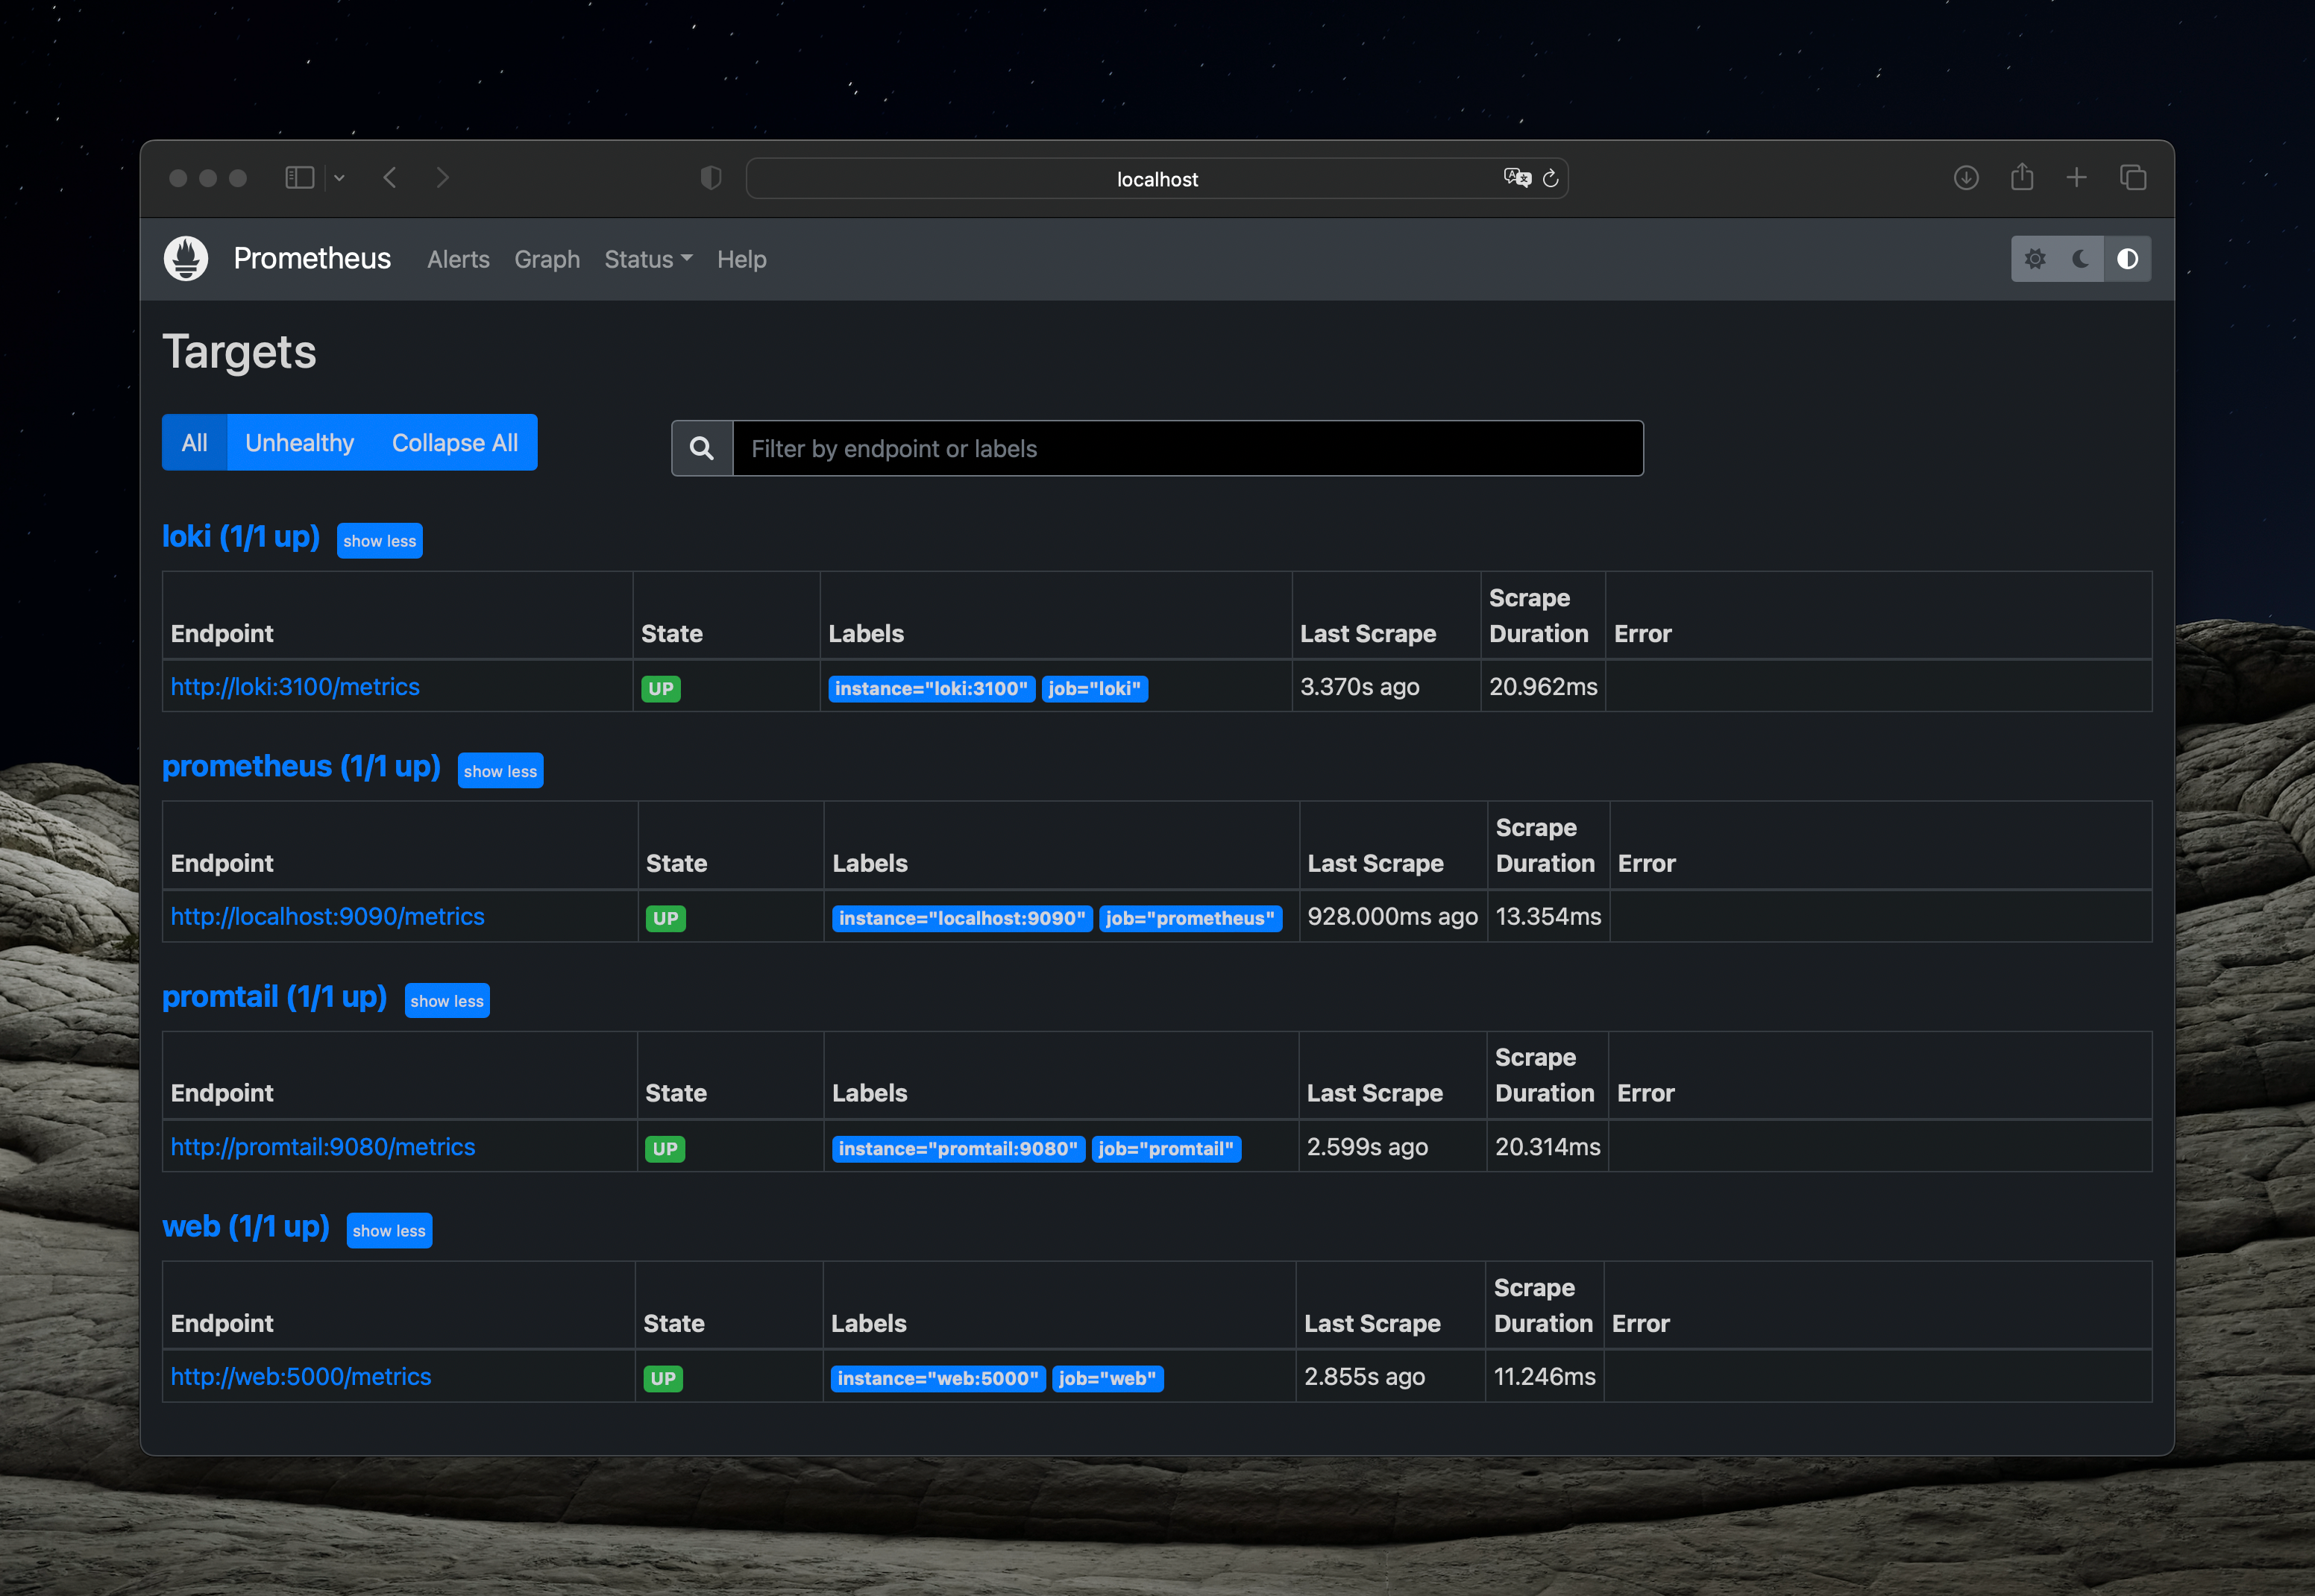 localhost
Prometheus Alerts Graph Status Help
Targets
All Unhealthy Collapse All Filter by endpoint or labels
loki (1/1 up) show less
Endpoint State Labels Last Scrape Scrape Duration Error
http://loki:3100/metrics UP instance="loki:3100" job="loki" 3.370s ago 20.962ms
prometheus (1/1 up) show less
Endpoint State Labels Last Scrape Scrape Duration Error
http://localhost:9090/metrics UP instance="localhost:9090" job="prometheus" 928.000ms ago 13.354ms
promtail (1/1 up) show less
Endpoint State Labels Last Scrape Scrape Duration Error
http://promtail:9080/metrics UP instance="promtail:9080" job="promtail" 2.599s ago 20.314ms
web (1/1 up) show less
Endpoint State Labels Last Scrape Scrape Duration Error
http://web:5000/metrics UP instance="web:5000" job="web" 2.855s ago 11.246ms